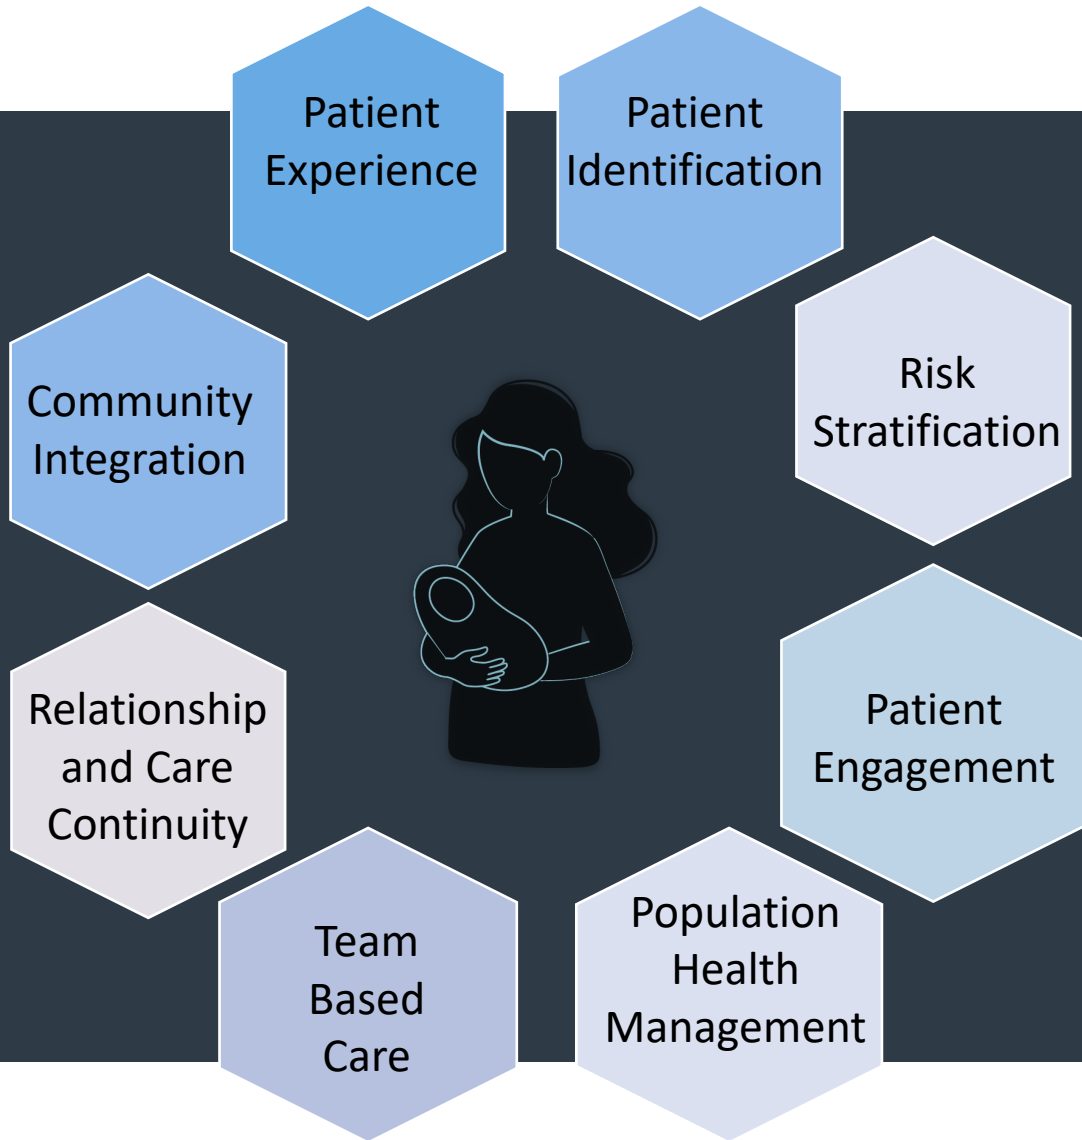 Patient
Experience
Patient
Identification
Risk
Stratification
Patient
Engagement
Population
Health
Management
Team
Based
Care
Relationship
and Care
Continuity
Community
Integration